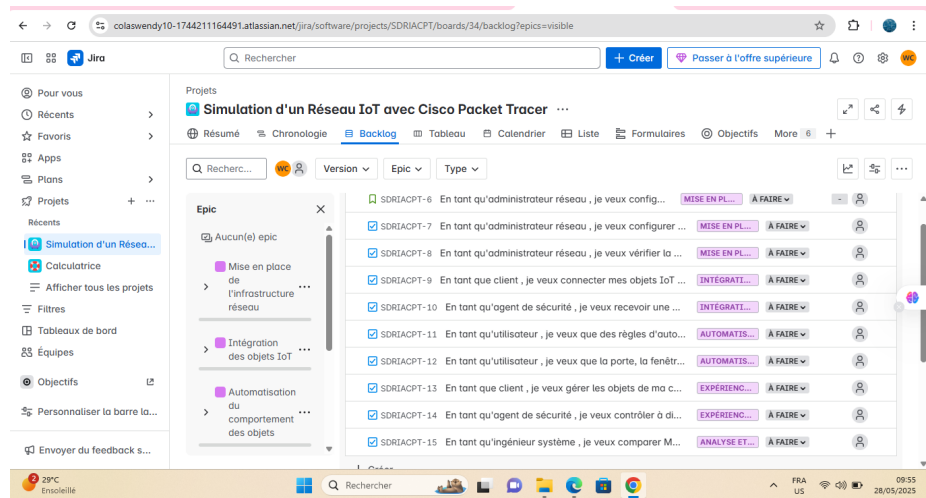 colaswendy10-1744211164491.atlassian.net/jira/software/projects/SDRIACPT/boards/34/backlog?epics=visible
Jira
Rechercher
+ Créer
Passer à l'offre supérieure
WC
Pour vous
Récents
Favoris
Apps
Plans
Projets
Récents
Simulation d'un Résea...
Calculatrice
Afficher tous les projets
Filtres
Tableaux de bord
Équipes
Objectifs
Personnaliser la barre la...
Envoyer du feedback s...
Projets
Simulation d'un Réseau IoT avec Cisco Packet Tracer ...
Résumé Chronologie Backlog Tableau Calendrier Liste Formulaires Objectifs More 6 +
Recherc... WC Version Epic Type
Epic
Aucun(e) epic
Mise en place
de
l'infrastructure
réseau
Intégration
des objets IoT
Automatisation
du
comportement
des objets
SDRIACPT-6 En tant qu'administrateur réseau , je veux config... MISE EN PL... À FAIRE -
SDRIACPT-7 En tant qu'administrateur réseau , je veux configurer ... MISE EN PL... À FAIRE
SDRIACPT-8 En tant qu'administrateur réseau , je veux vérifier la ... MISE EN PL... À FAIRE
SDRIACPT-9 En tant que client , je veux connecter mes objets IoT ... INTÉGRATI... À FAIRE
SDRIACPT-10 En tant qu'agent de sécurité , je veux recevoir une ... INTÉGRATI... À FAIRE
SDRIACPT-11 En tant qu'utilisateur , je veux que des règles d'auto... AUTOMATIS... À FAIRE
SDRIACPT-12 En tant qu'utilisateur , je veux que la porte, la fenêtr... AUTOMATIS... À FAIRE
SDRIACPT-13 En tant que client , je veux gérer les objets de ma c... EXPÉRIENC... À FAIRE
SDRIACPT-14 En tant qu'agent de sécurité , je veux contrôler à di... EXPÉRIENC... À FAIRE
SDRIACPT-15 En tant qu'ingénieur système , je veux comparer M... ANALYSE ET... À FAIRE
Créer
2
29°C
Ensoleillé
Rechercher
FRA
US
09:55
28/05/2025